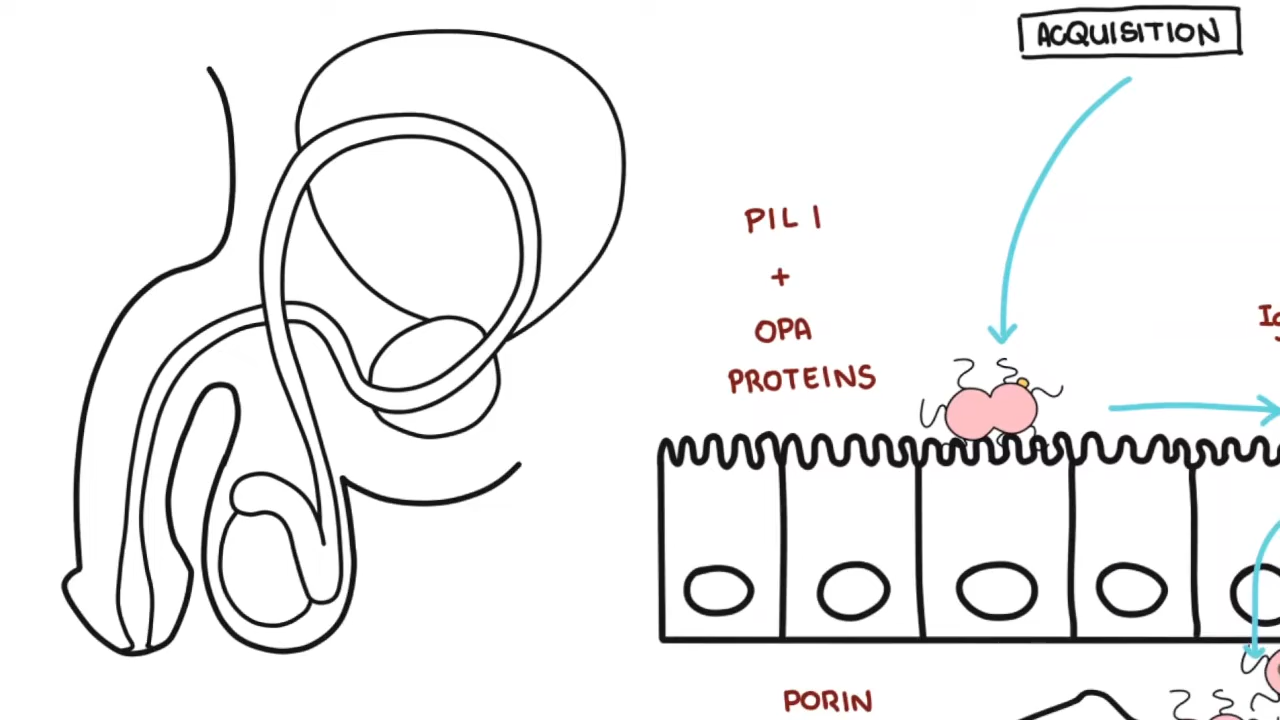 ACQUISITION
PIL I
+
OPA
PROTEINS
PORIN